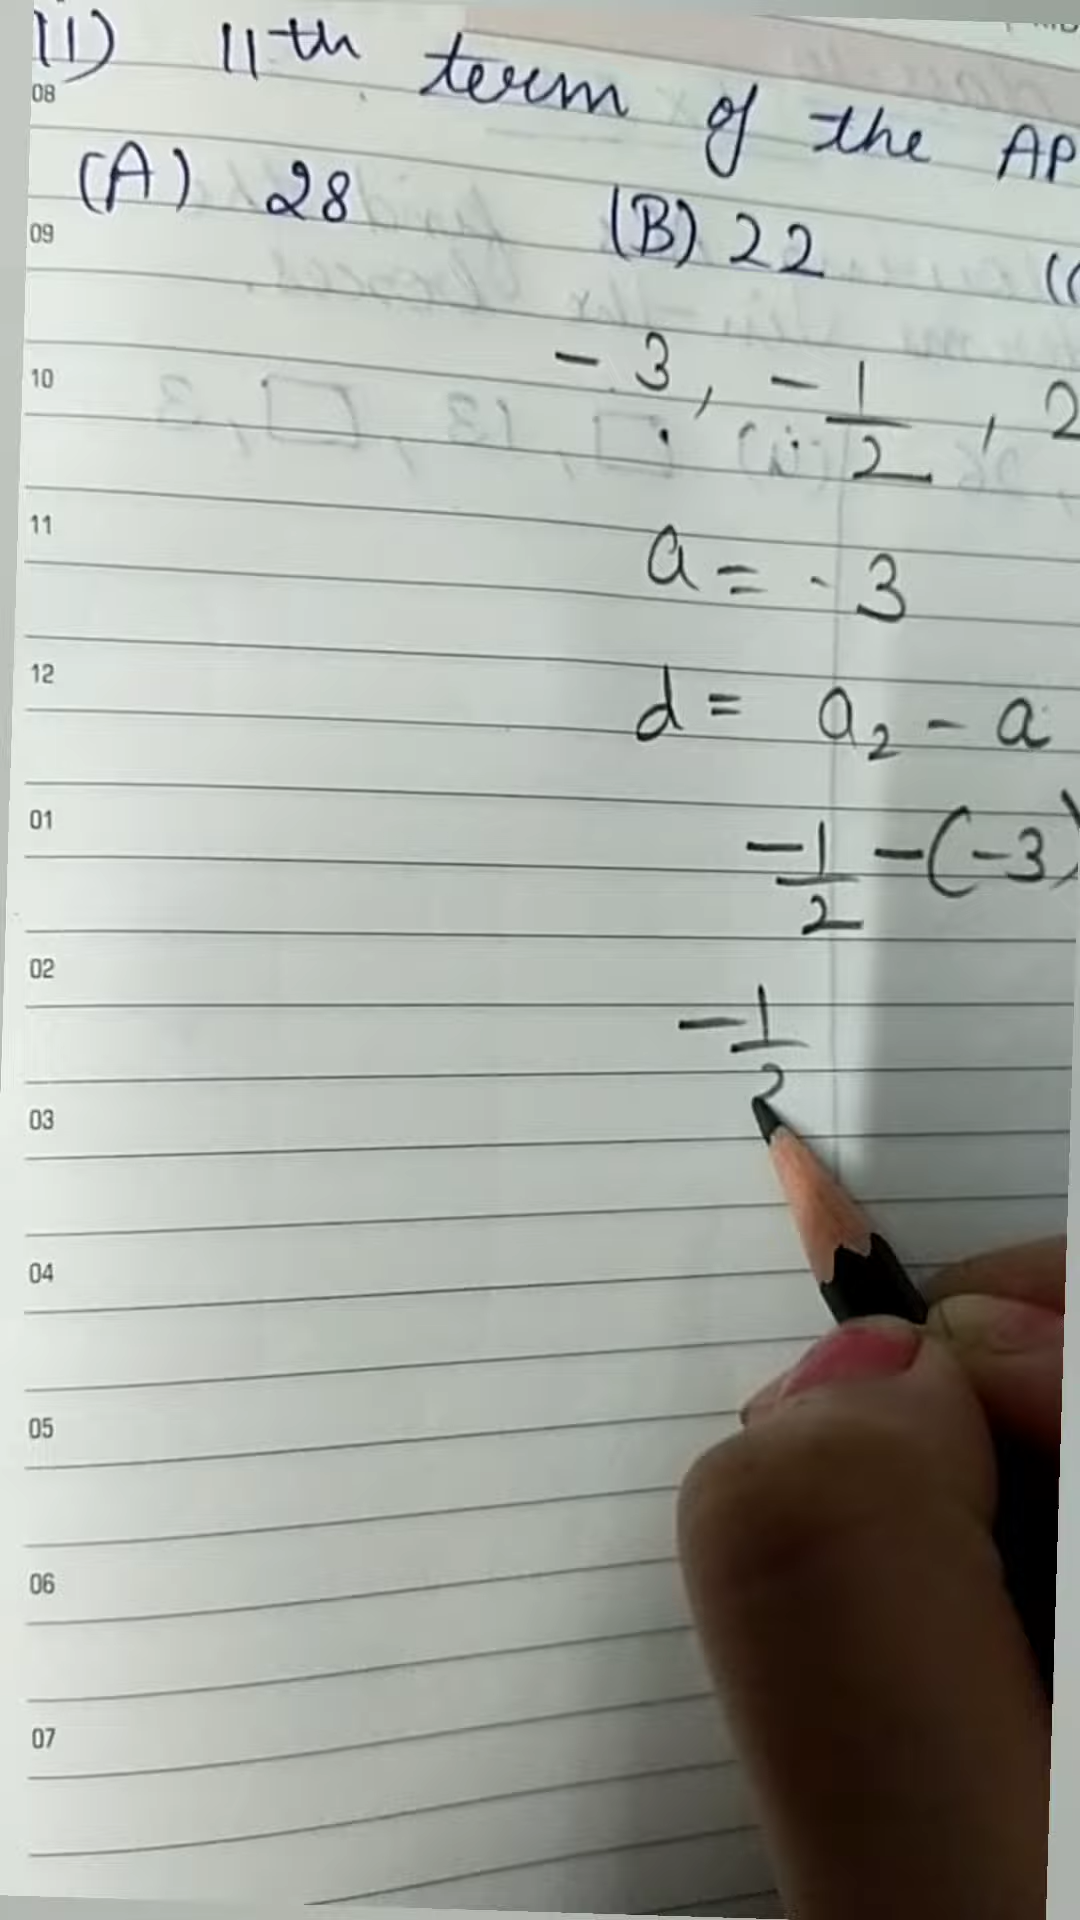 11) 11th term of the AP
08
(A) 28 (B) 22 (
09
-3, -1/2, 2
10
11
a = -3
12
d = a₂ - a
01
-1/2 - (-3)
02
-1/2
03
04
05
06
07